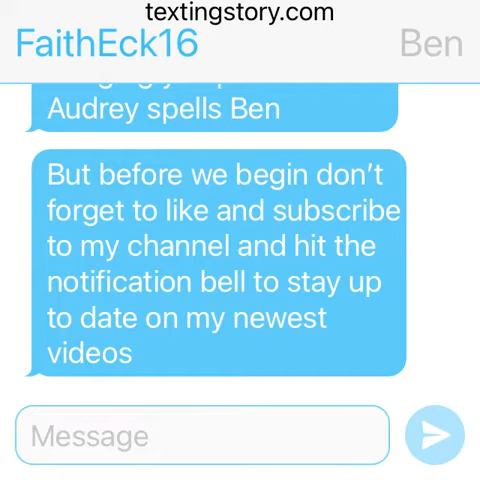 textingstory.com
FaithEck16 Ben
Audrey spells Ben
But before we begin don’t
forget to like and subscribe
to my channel and hit the
notification bell to stay up
to date on my newest
videos
Message